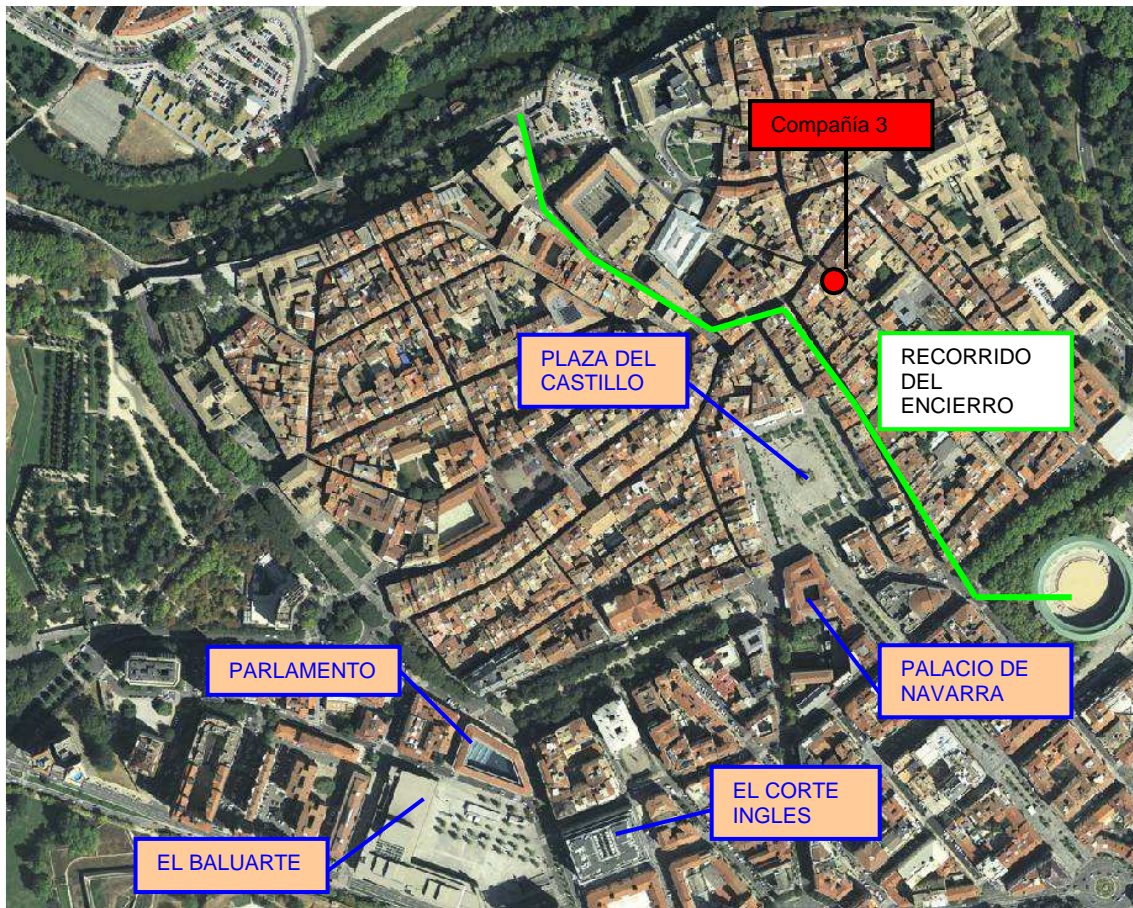 Compañía 3
PLAZA DEL
CASTILLO
RECORRIDO
DEL
ENCIERRO
PARLAMENTO
PALACIO DE
NAVARRA
EL CORTE
INGLES
EL BALUARTE